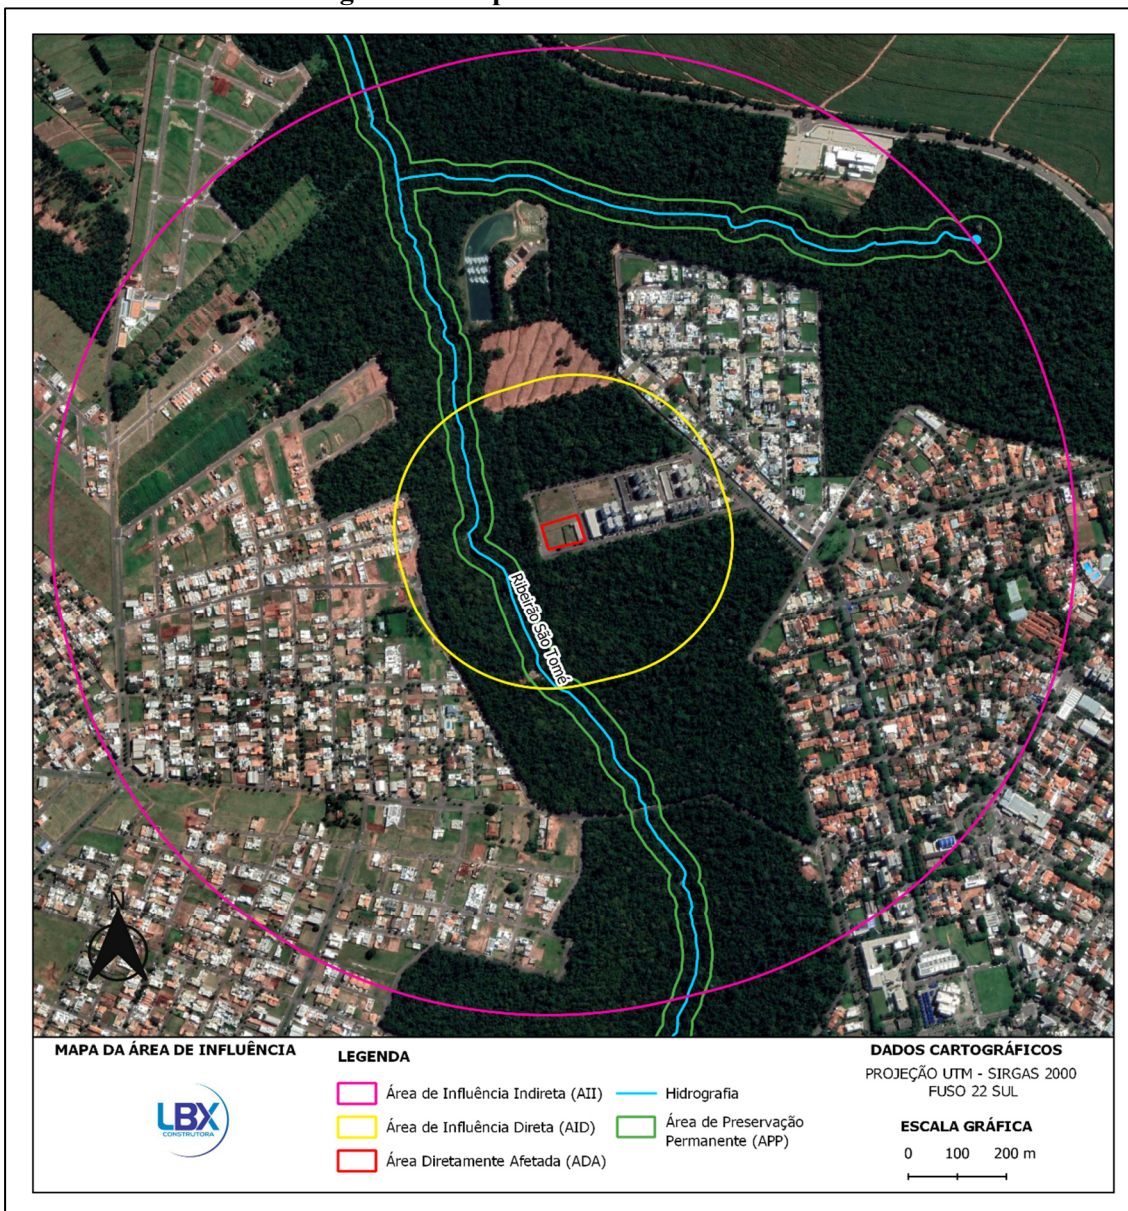 Ribeirão São Tomé
N
MAPA DA ÁREA DE INFLUÊNCIA
LBX
CONSTRUTORA
LEGENDA
Área de Influência Indireta (AII)
Área de Influência Direta (AID)
Área Diretamente Afetada (ADA)
Hidrografia
Área de Preservação
Permanente (APP)
DADOS CARTOGRÁFICOS
PROJEÇÃO UTM - SIRGAS 2000
FUSO 22 SUL
ESCALA GRÁFICA
0 100 200 m